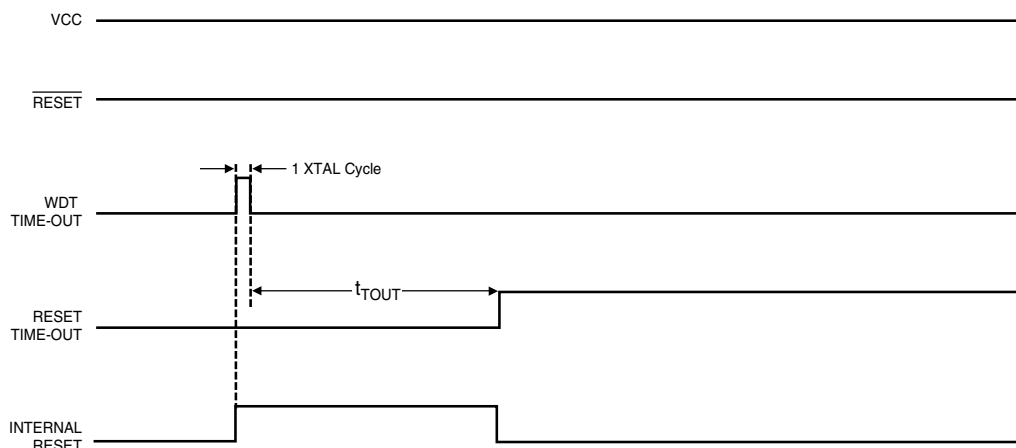 VCC
RESET
1 XTAL Cycle
WDT
TIME-OUT
tTOUT
RESET
TIME-OUT
INTERNAL
RESET